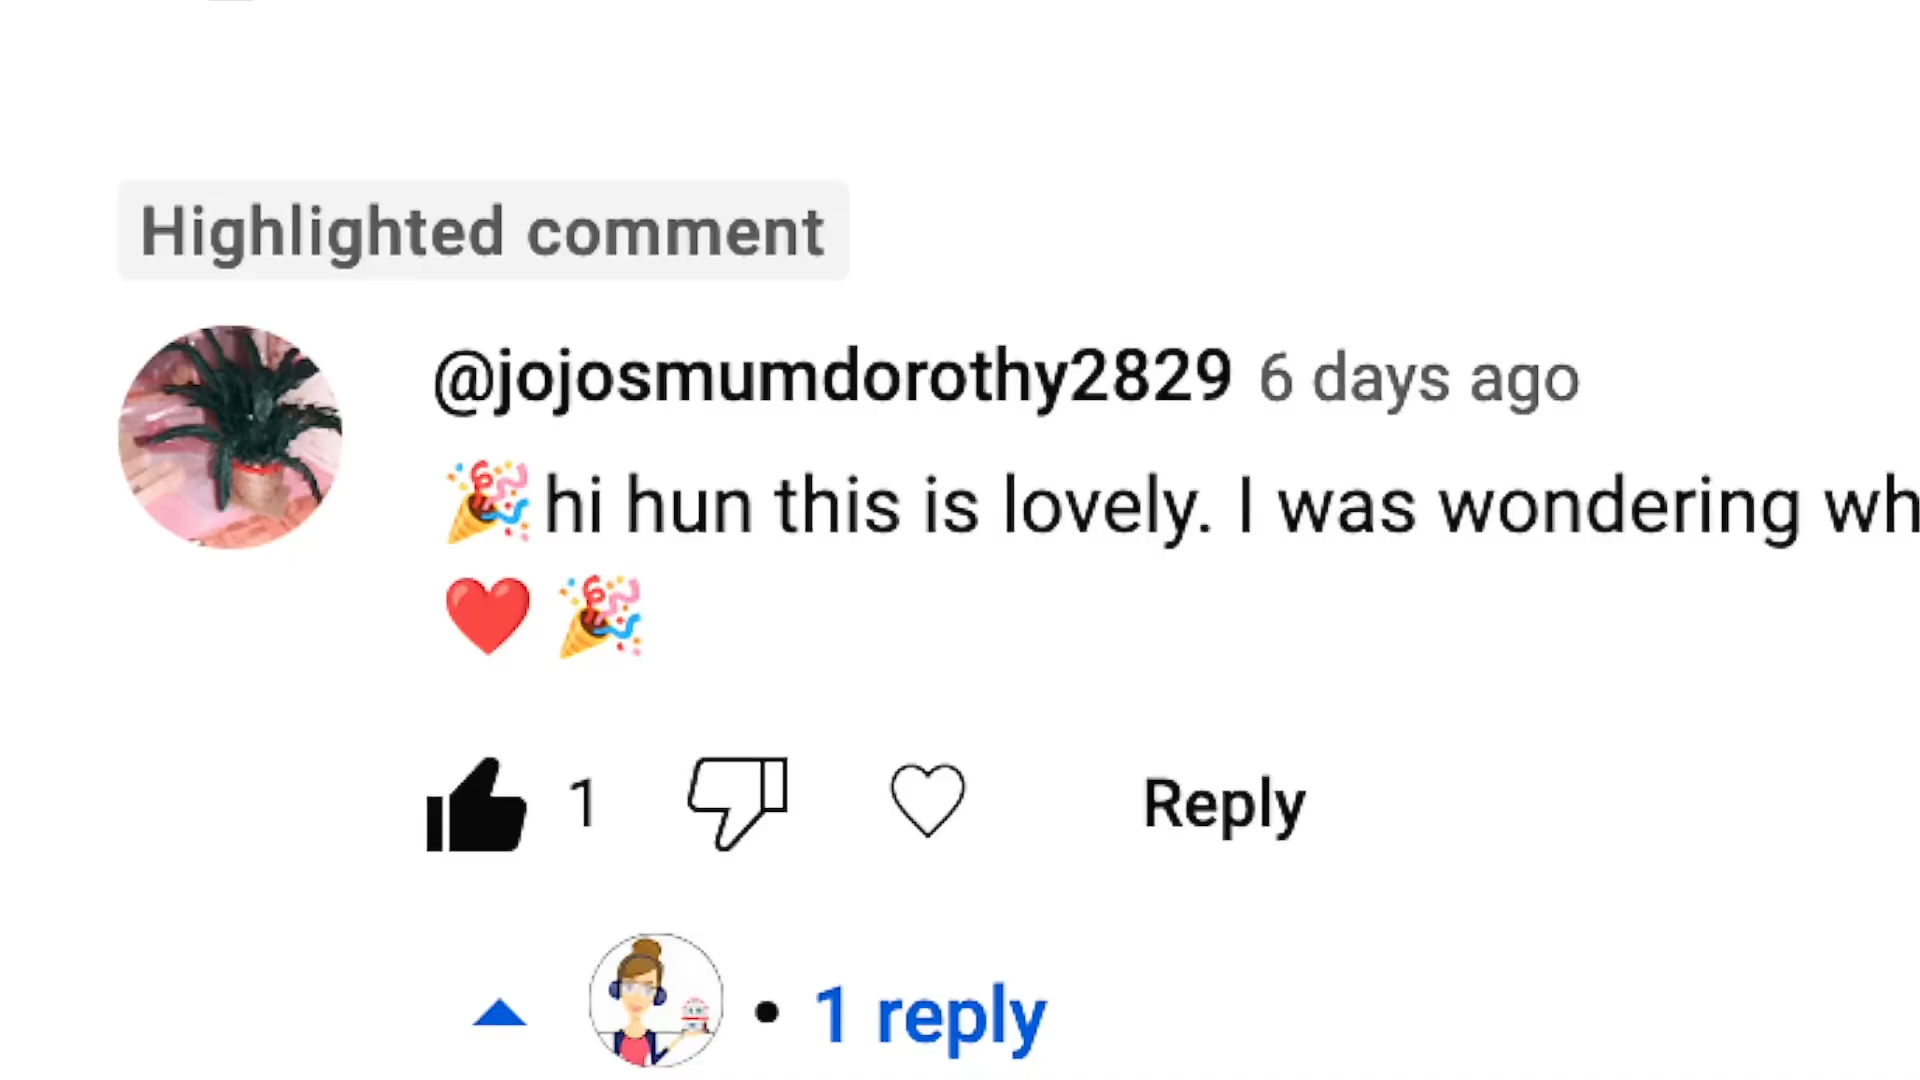 Highlighted comment
@jojosmumdorothy2829 6 days ago
🎉hi hun this is lovely. I was wondering wh
❤️ 🎉
1 Reply
• 1 reply